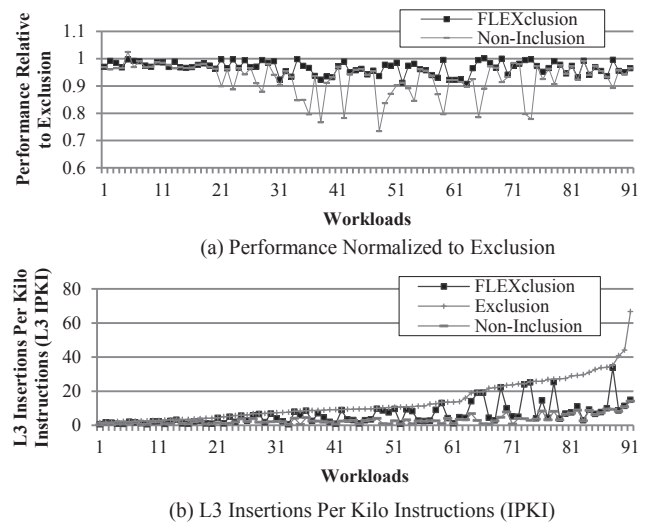 1.1
1
0.9
0.8
0.7
0.6
Performance Relative
to Exclusion
FLEXclusion
Non-Inclusion
1 11 21 31 41 51 61 71 81 91
Workloads
(a) Performance Normalized to Exclusion
80
60
40
20
0
L3 Insertions Per Kilo
Instructions (L3 IPKI)
FLEXclusion
Exclusion
Non-Inclusion
1 11 21 31 41 51 61 71 81 91
Workloads
(b) L3 Insertions Per Kilo Instructions (IPKI)